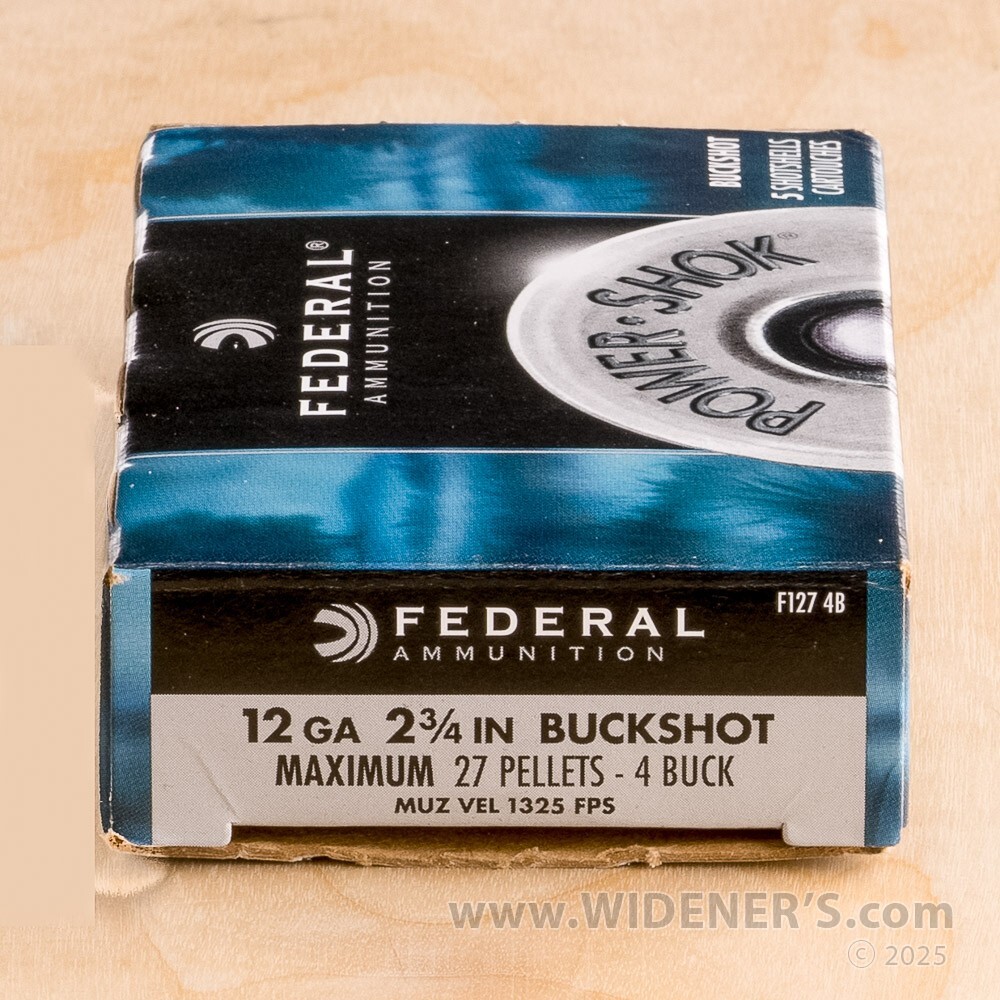 BUCKSHOT
5 SHOTSHELLS
CARTOUCHES
FEDERAL®
AMMUNITION
POWER·SHOK®
FEDERAL
AMMUNITION
F127 4B
12 GA 2¾ IN BUCKSHOT
MAXIMUM 27 PELLETS - 4 BUCK
MUZ VEL 1325 FPS
www.WIDENER'S.com
© 2025